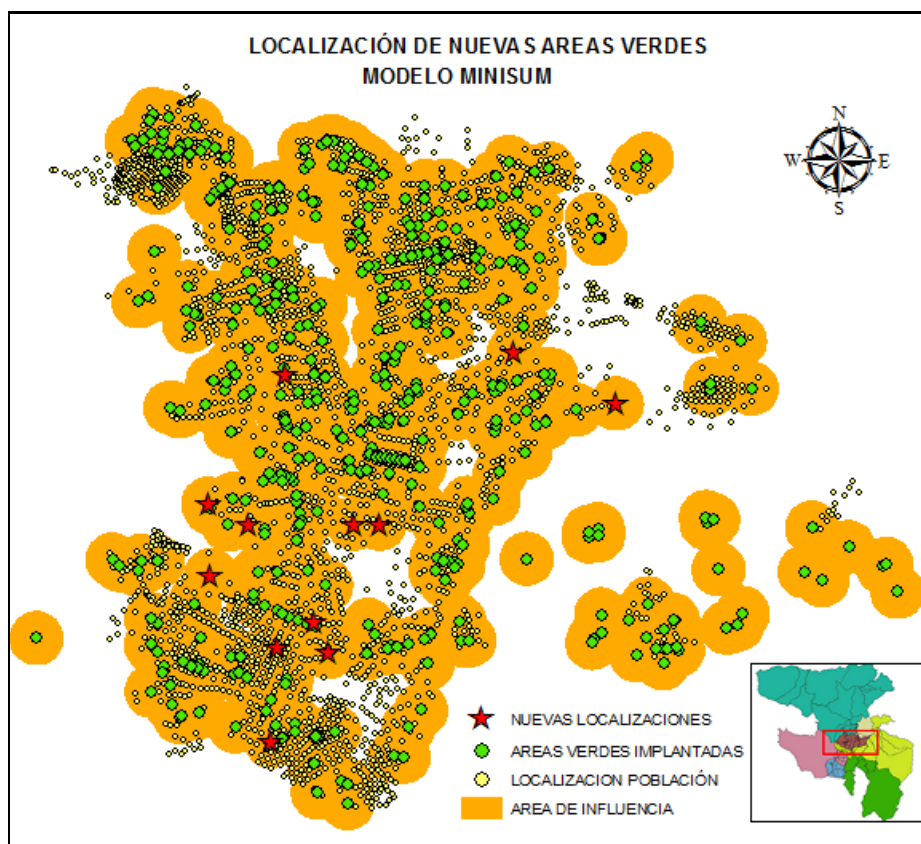 LOCALIZACIÓN DE NUEVAS AREAS VERDES
MODELO MINISUM
N
W E
S
NUEVAS LOCALIZACIONES
AREAS VERDES IMPLANTADAS
LOCALIZACION POBLACIÓN
AREA DE INFLUENCIA